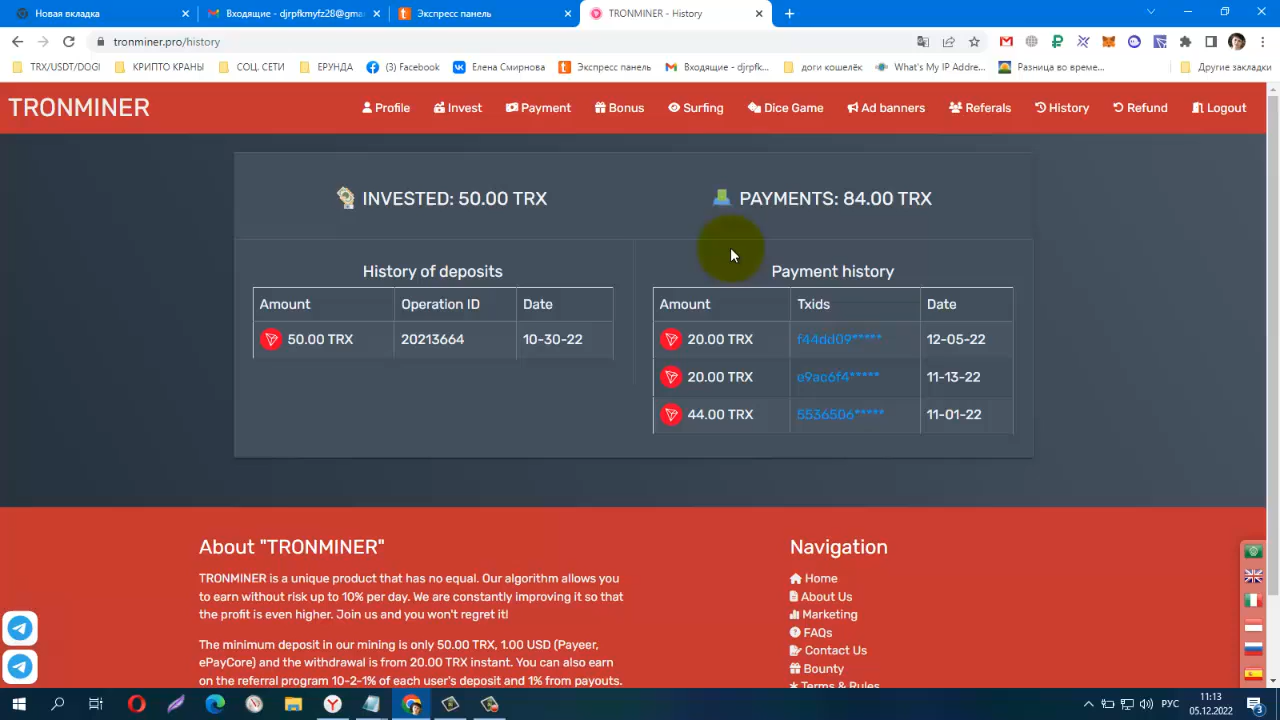 Новая вкладка
Входящие - djrpfkmyfz28@gma
Экспресс панель
TRONMINER - History
tronminer.pro/history
TRX/USDT/DOGI
КРИПТО КРАНЫ
СОЦ. СЕТИ
ЕРУНДА
(3) Facebook
Елена Смирнова
Экспресс панель
Входящие - djrpfk...
доги кошелёк
What's My IP Addre...
Разница во време...
Другие закладки
TRONMINER
Profile
Invest
Payment
Bonus
Surfing
Dice Game
Ad banners
Referals
History
Refund
Logout
INVESTED: 50.00 TRX
PAYMENTS: 84.00 TRX
History of deposits
Amount Operation ID Date
50.00 TRX 20213664 10-30-22
Payment history
Amount Txids Date
20.00 TRX f44dd09***** 12-05-22
20.00 TRX e9ac6f4***** 11-13-22
44.00 TRX 5536506***** 11-01-22
About "TRONMINER"
TRONMINER is a unique product that has no equal. Our algorithm allows you
to earn without risk up to 10% per day. We are constantly improving it so that
the profit is even higher. Join us and you won't regret it!
The minimum deposit in our mining is only 50.00 TRX, 1.00 USD (Payeer,
ePayCore) and the withdrawal is from 20.00 TRX instant. You can also earn
on the referral program 10-2-1% of each user's deposit and 1% from payouts.
Navigation
Home
About Us
Marketing
FAQs
Contact Us
Bounty
Terms & Rules
РУС
11:13
05.12.2022
3